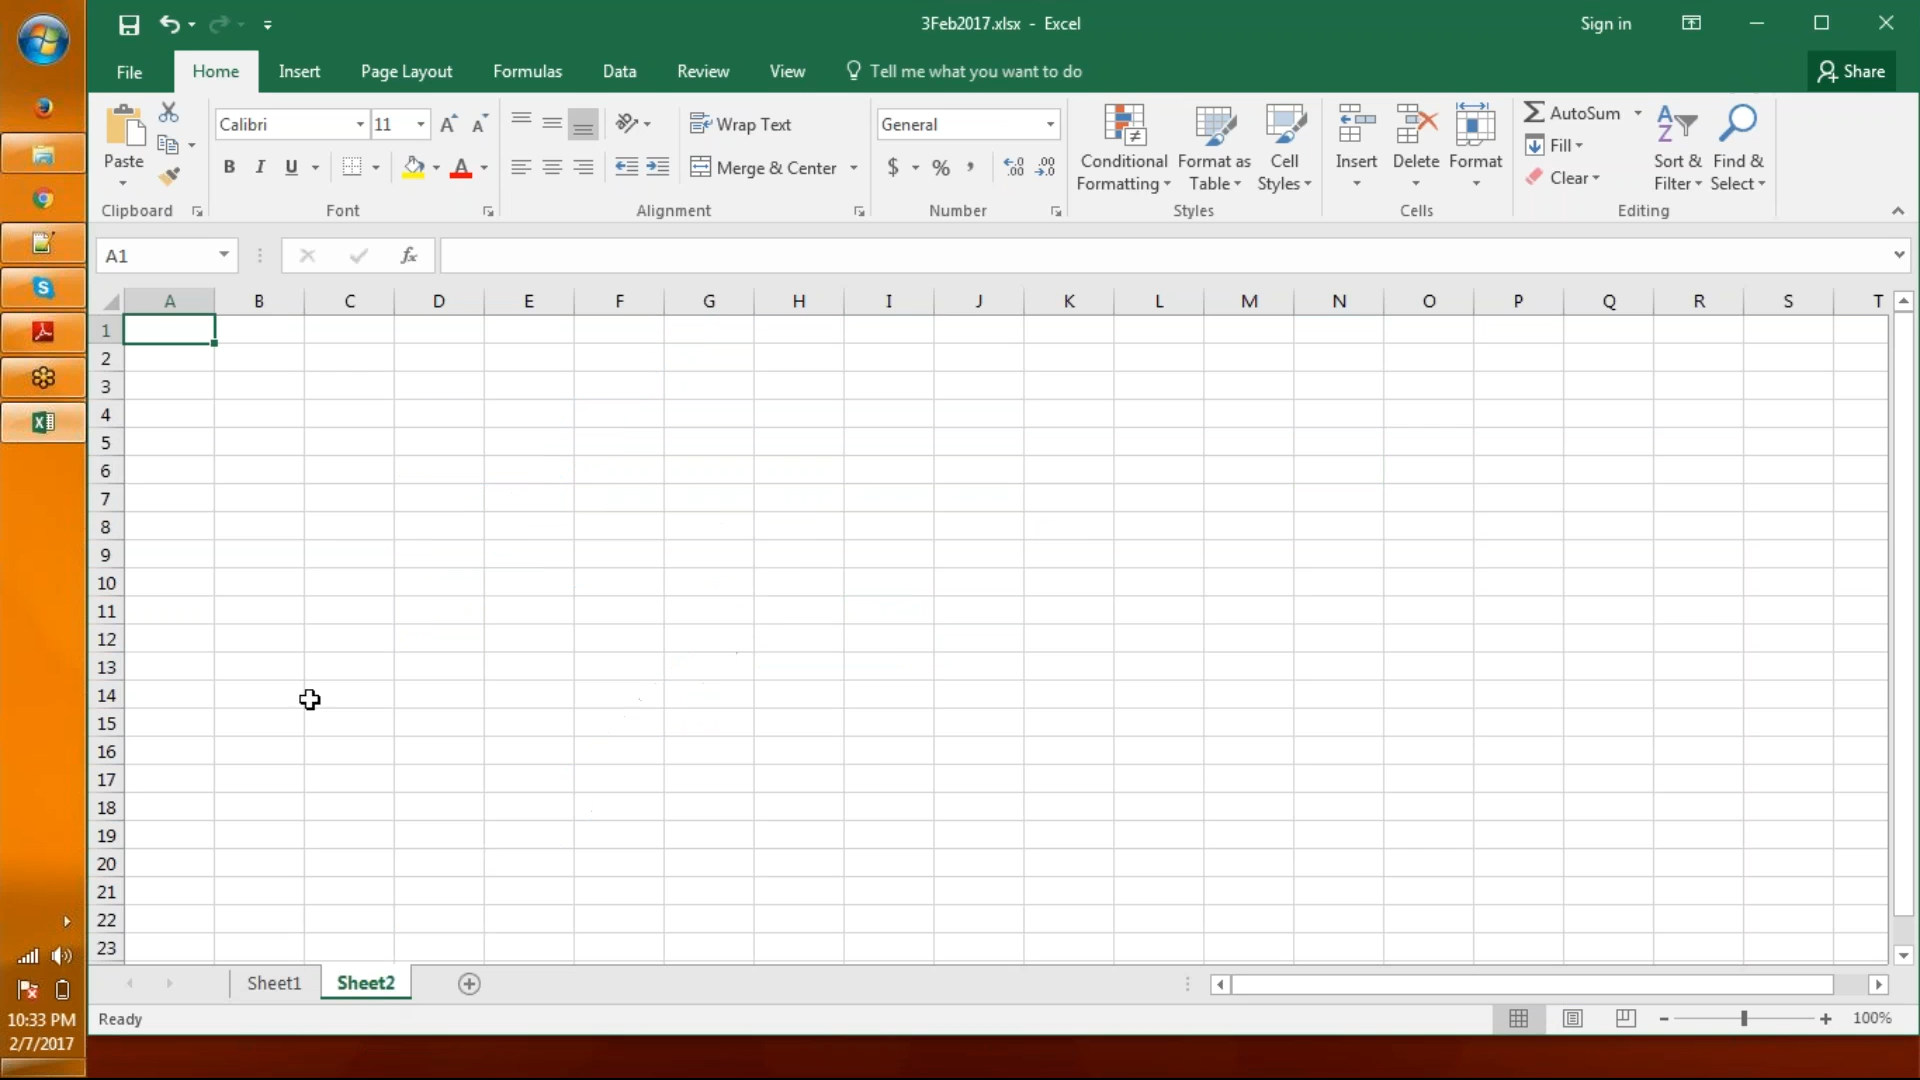 3Feb2017.xlsx - Excel
Sign in
File Home Insert Page Layout Formulas Data Review View Tell me what you want to do Share
Paste
Clipboard
Calibri 11
B I U
Font
Wrap Text
Merge & Center
Alignment
General
$ % ,
Number
Conditional Formatting
Format as Table
Cell Styles
Styles
Insert Delete Format
Cells
AutoSum
Fill
Clear
Sort & Filter
Find & Select
Editing
A1 fx
A B C D E F G H I J K L M N O P Q R S T
1
2
3
4
5
6
7
8
9
10
11
12
13
14
15
16
17
18
19
20
21
22
23
Sheet1 Sheet2
Ready 100%
10:33 PM
2/7/2017